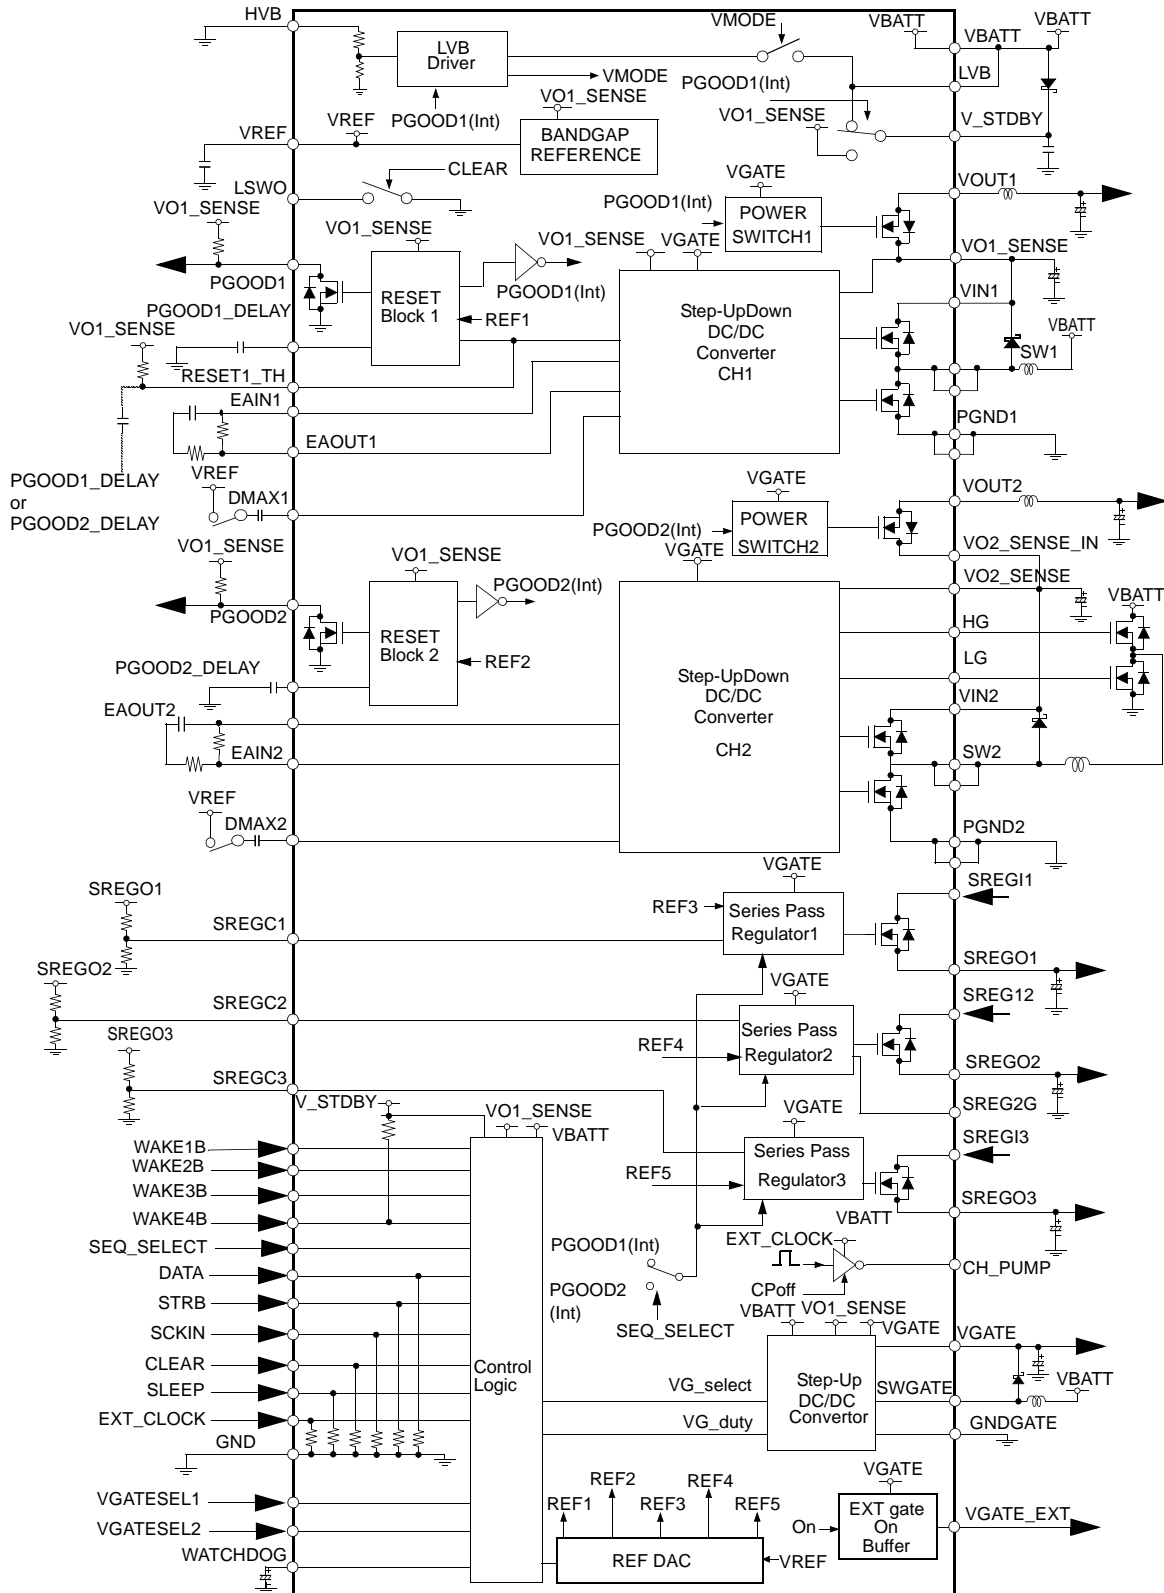 HVB
VMODE
VBATT
VBATT
VBATT
LVB
Driver
VMODE
PGOOD1(Int)
LVB
PGOOD1(Int)
VO1_SENSE
VO1_SENSE
V_STDBY
VREF
VREF
BANDGAP
REFERENCE
CLEAR
LSWO
VGATE
VOUT1
VO1_SENSE
PGOOD1(Int)
POWER
SWITCH1
VO1_SENSE
VO1_SENSE
VGATE
VO1_SENSE
PGOOD1
RESET
Block 1
PGOOD1(Int)
PGOOD1_DELAY
REF1
VIN1
Step-UpDown
DC/DC
Converter
CH1
VBATT
VO1_SENSE
SW1
RESET1_TH
EAIN1
PGND1
EAOUT1
PGOOD1_DELAY
or
PGOOD2_DELAY
VREF
DMAX1
VGATE
VOUT2
PGOOD2(Int)
POWER
SWITCH2
VO1_SENSE
VO1_SENSE
VGATE
VO2_SENSE_IN
VO2_SENSE
PGOOD2(Int)
VBATT
PGOOD2
RESET
Block 2
HG
REF2
LG
PGOOD2_DELAY
Step-UpDown
DC/DC
Converter
CH2
VIN2
EAOUT2
EAIN2
SW2
VREF
DMAX2
PGND2
VGATE
SREGO1
SREGI1
REF3
Series Pass
Regulator1
SREGC1
SREGO1
SREGO2
VGATE
SREG12
SREGC2
Series Pass
Regulator2
SREGO3
REF4
SREGO2
SREGC3
V_STDBY
VO1_SENSE
VBATT
VGATE
SREG2G
WAKE1B
WAKE2B
Series Pass
Regulator3
SREGI3
REF5
WAKE3B
SREGO3
WAKE4B
VBATT
SEQ_SELECT
PGOOD1(Int)
EXT_CLOCK
CH_PUMP
DATA
PGOOD2
(Int)
CPoff
STRB
SEQ_SELECT
VBATT
VO1_SENSE
VGATE
VGATE
SCKIN
CLEAR
Control
Logic
VBATT
SLEEP
VG_select
Step-Up
DC/DC
Convertor
SWGATE
EXT_CLOCK
VG_duty
GNDGATE
GND
VGATE
REF1
REF2
REF3
REF4
REF5
VGATESEL1
EXT gate
On
Buffer
VGATE_EXT
On
VGATESEL2
WATCHDOG
REF DAC
VREF